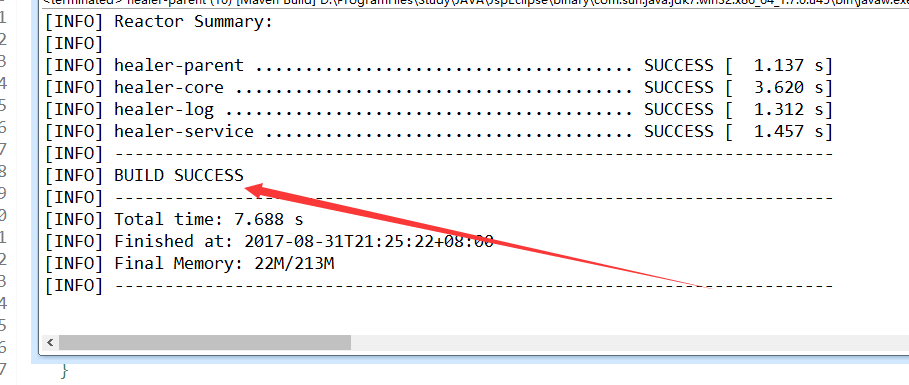 <terminated> healer-parent (10) [Maven Build] D:\ProgramFiles\Study\JAVA\JspEclipse\binary\com.sun.java.jdk7.win32.x86_64_1.7.0.u45\bin\javaw.exe
[INFO] Reactor Summary:
[INFO]
[INFO] healer-parent ...................................... SUCCESS [  1.137 s]
[INFO] healer-core ........................................ SUCCESS [  3.620 s]
[INFO] healer-log ......................................... SUCCESS [  1.312 s]
[INFO] healer-service ..................................... SUCCESS [  1.457 s]
[INFO] ------------------------------------------------------------------------
[INFO] BUILD SUCCESS
[INFO] ------------------------------------------------------------------------
[INFO] Total time: 7.688 s
[INFO] Finished at: 2017-08-31T21:25:22+08:00
[INFO] Final Memory: 22M/213M
[INFO] ------------------------------------------------------------------------
}